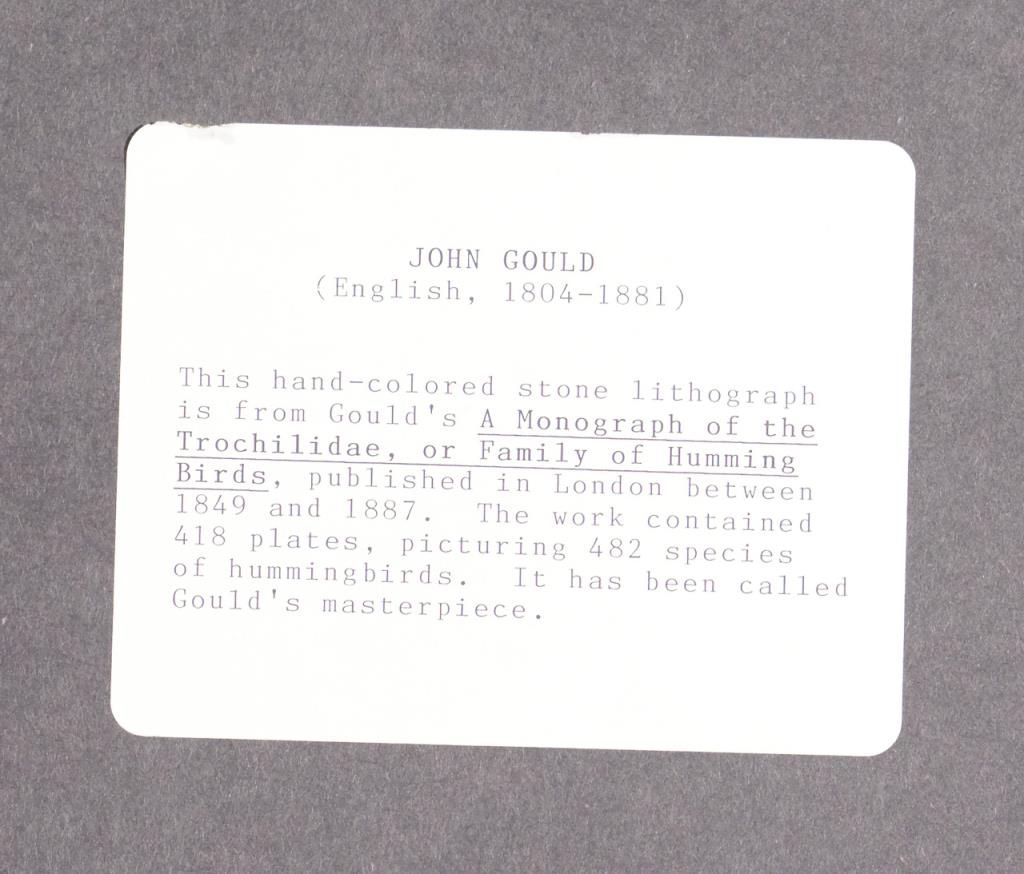 JOHN GOULD
(English, 1804-1881)
This hand-colored stone lithograph
is from Gould's A Monograph of the
Trochilidae, or Family of Humming
Birds, published in London between
1849 and 1887. The work contained
418 plates, picturing 482 species
of hummingbirds. It has been called
Gould's masterpiece.